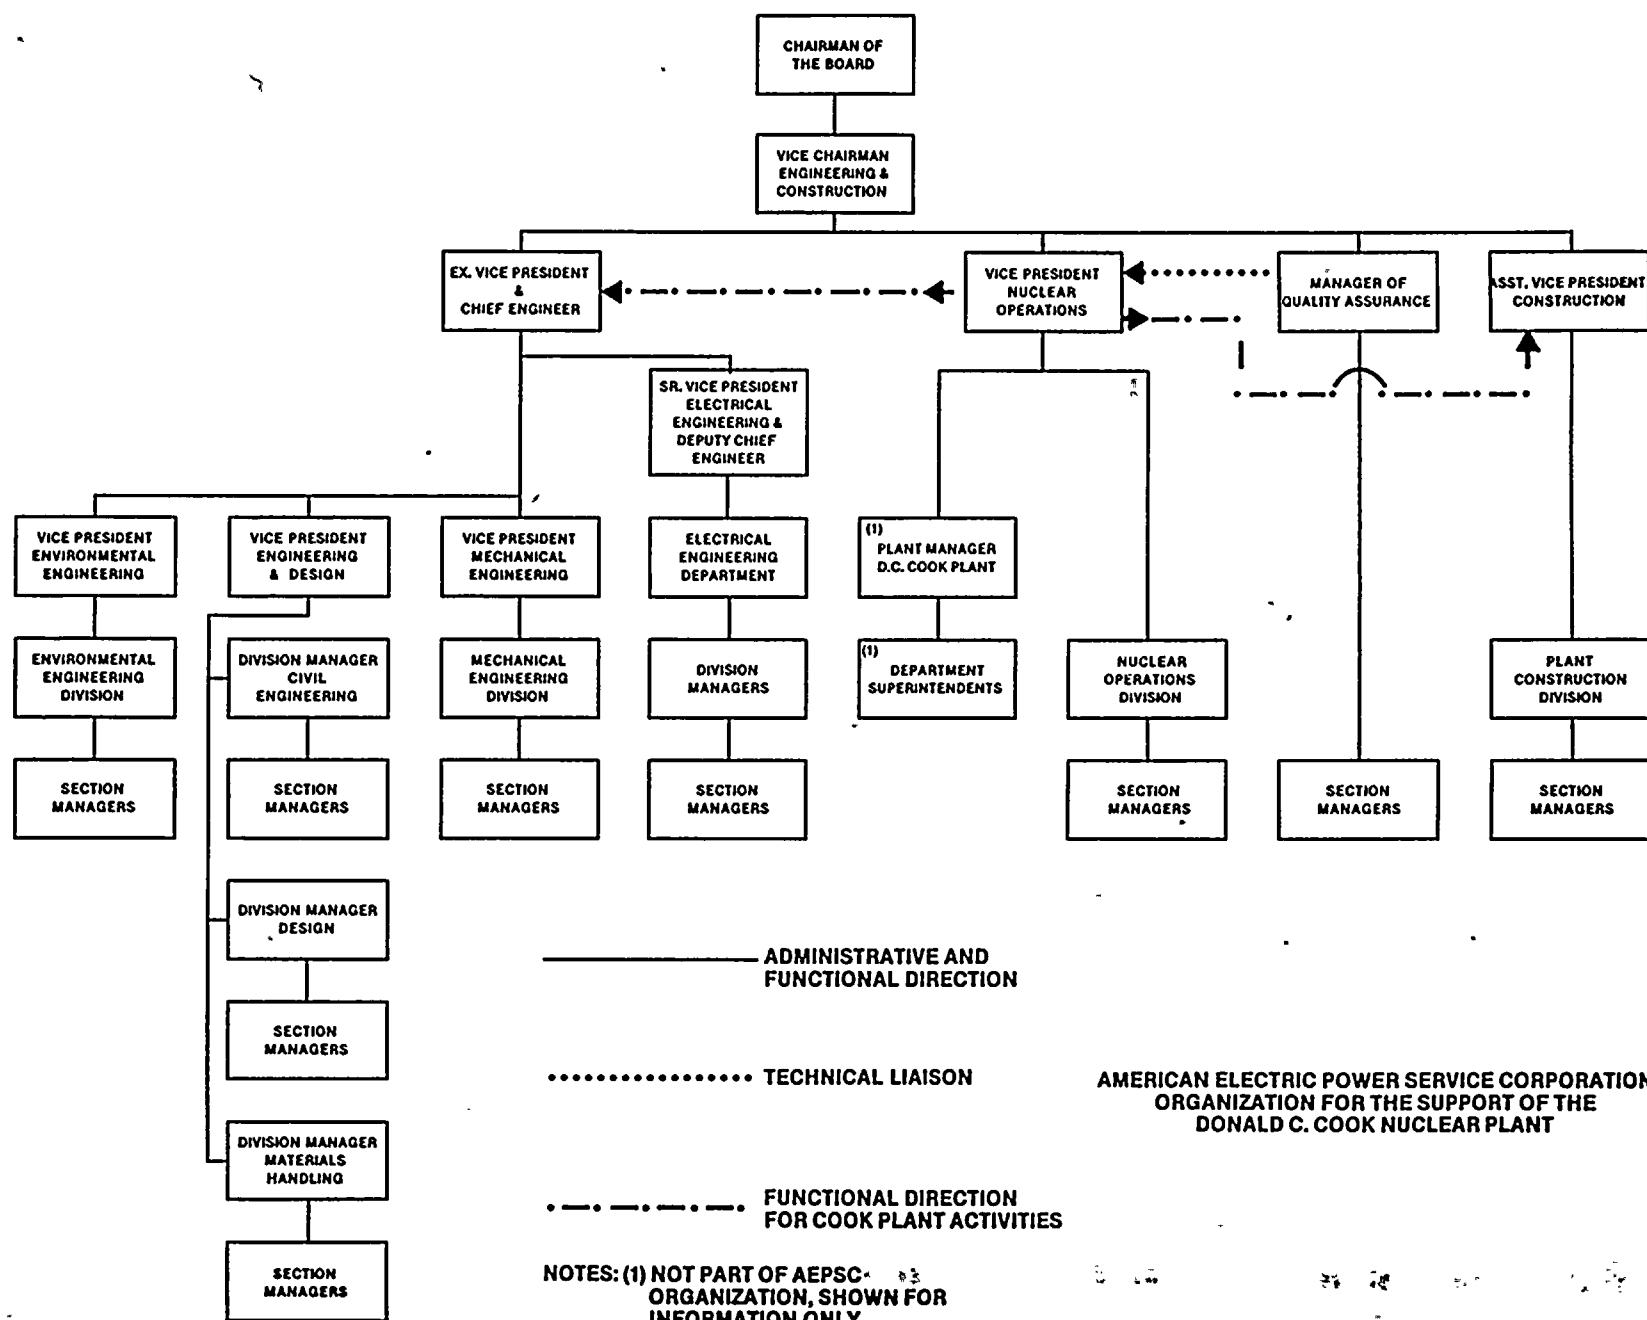 CHAIRMAN OF
THE BOARD
VICE CHAIRMAN
ENGINEERING &
CONSTRUCTION
EX. VICE PRESIDENT
&
CHIEF ENGINEER
VICE PRESIDENT
NUCLEAR
OPERATIONS
MANAGER OF
QUALITY ASSURANCE
ASST. VICE PRESIDENT
CONSTRUCTION
SR. VICE PRESIDENT
ELECTRICAL
ENGINEERING &
DEPUTY CHIEF
ENGINEER
VICE PRESIDENT
ENVIRONMENTAL
ENGINEERING
VICE PRESIDENT
ENGINEERING
& DESIGN
VICE PRESIDENT
MECHANICAL
ENGINEERING
ELECTRICAL
ENGINEERING
DEPARTMENT
(1)
PLANT MANAGER
D.C. COOK PLANT
ENVIRONMENTAL
ENGINEERING
DIVISION
DIVISION MANAGER
CIVIL
ENGINEERING
MECHANICAL
ENGINEERING
DIVISION
DIVISION
MANAGERS
(1)
DEPARTMENT
SUPERINTENDENTS
NUCLEAR
OPERATIONS
DIVISION
PLANT
CONSTRUCTION
DIVISION
SECTION
MANAGERS
SECTION
MANAGERS
SECTION
MANAGERS
SECTION
MANAGERS
SECTION
MANAGERS
SECTION
MANAGERS
SECTION
MANAGERS
DIVISION MANAGER
DESIGN
SECTION
MANAGERS
DIVISION MANAGER
MATERIALS
HANDLING
SECTION
MANAGERS
ADMINISTRATIVE AND
FUNCTIONAL DIRECTION
TECHNICAL LIAISON
FUNCTIONAL DIRECTION
FOR COOK PLANT ACTIVITIES
AMERICAN ELECTRIC POWER SERVICE CORPORATION
ORGANIZATION FOR THE SUPPORT OF THE
DONALD C. COOK NUCLEAR PLANT
NOTES: (1) NOT PART OF AEPSC
ORGANIZATION, SHOWN FOR
INFORMATION ONLY